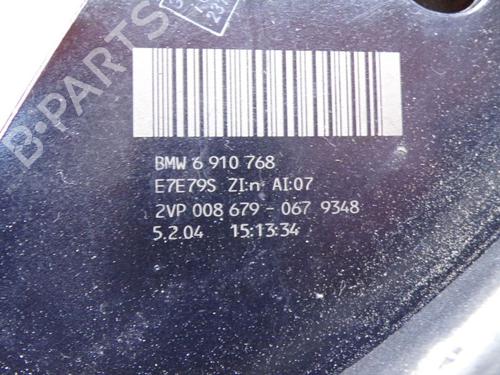 B-PARTS
BMW 6 910 768
E7E79S ZI:n AI:07
2VP 008 679 - 067 9348
5.2.04 15:13:34